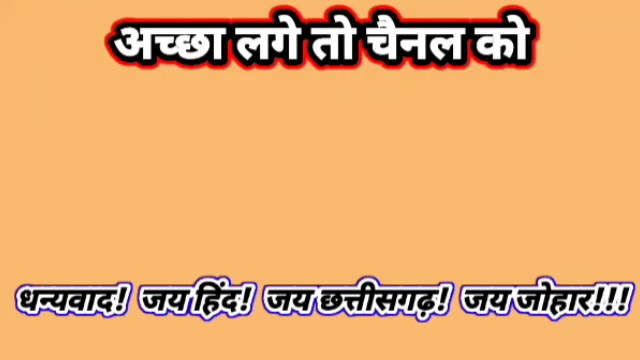 अच्छा लगे तो चैनल को
धन्यवाद! जय हिंद! जय छत्तीसगढ़! जय जोहार!!!